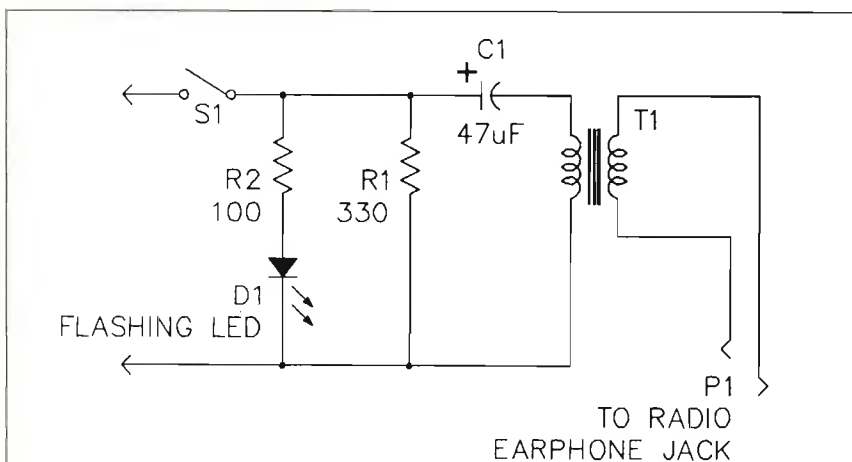 C1
+
47uF
S1
T1
R2
100
R1
330
D1
FLASHING LED
P1
TO RADIO
EARPHONE JACK